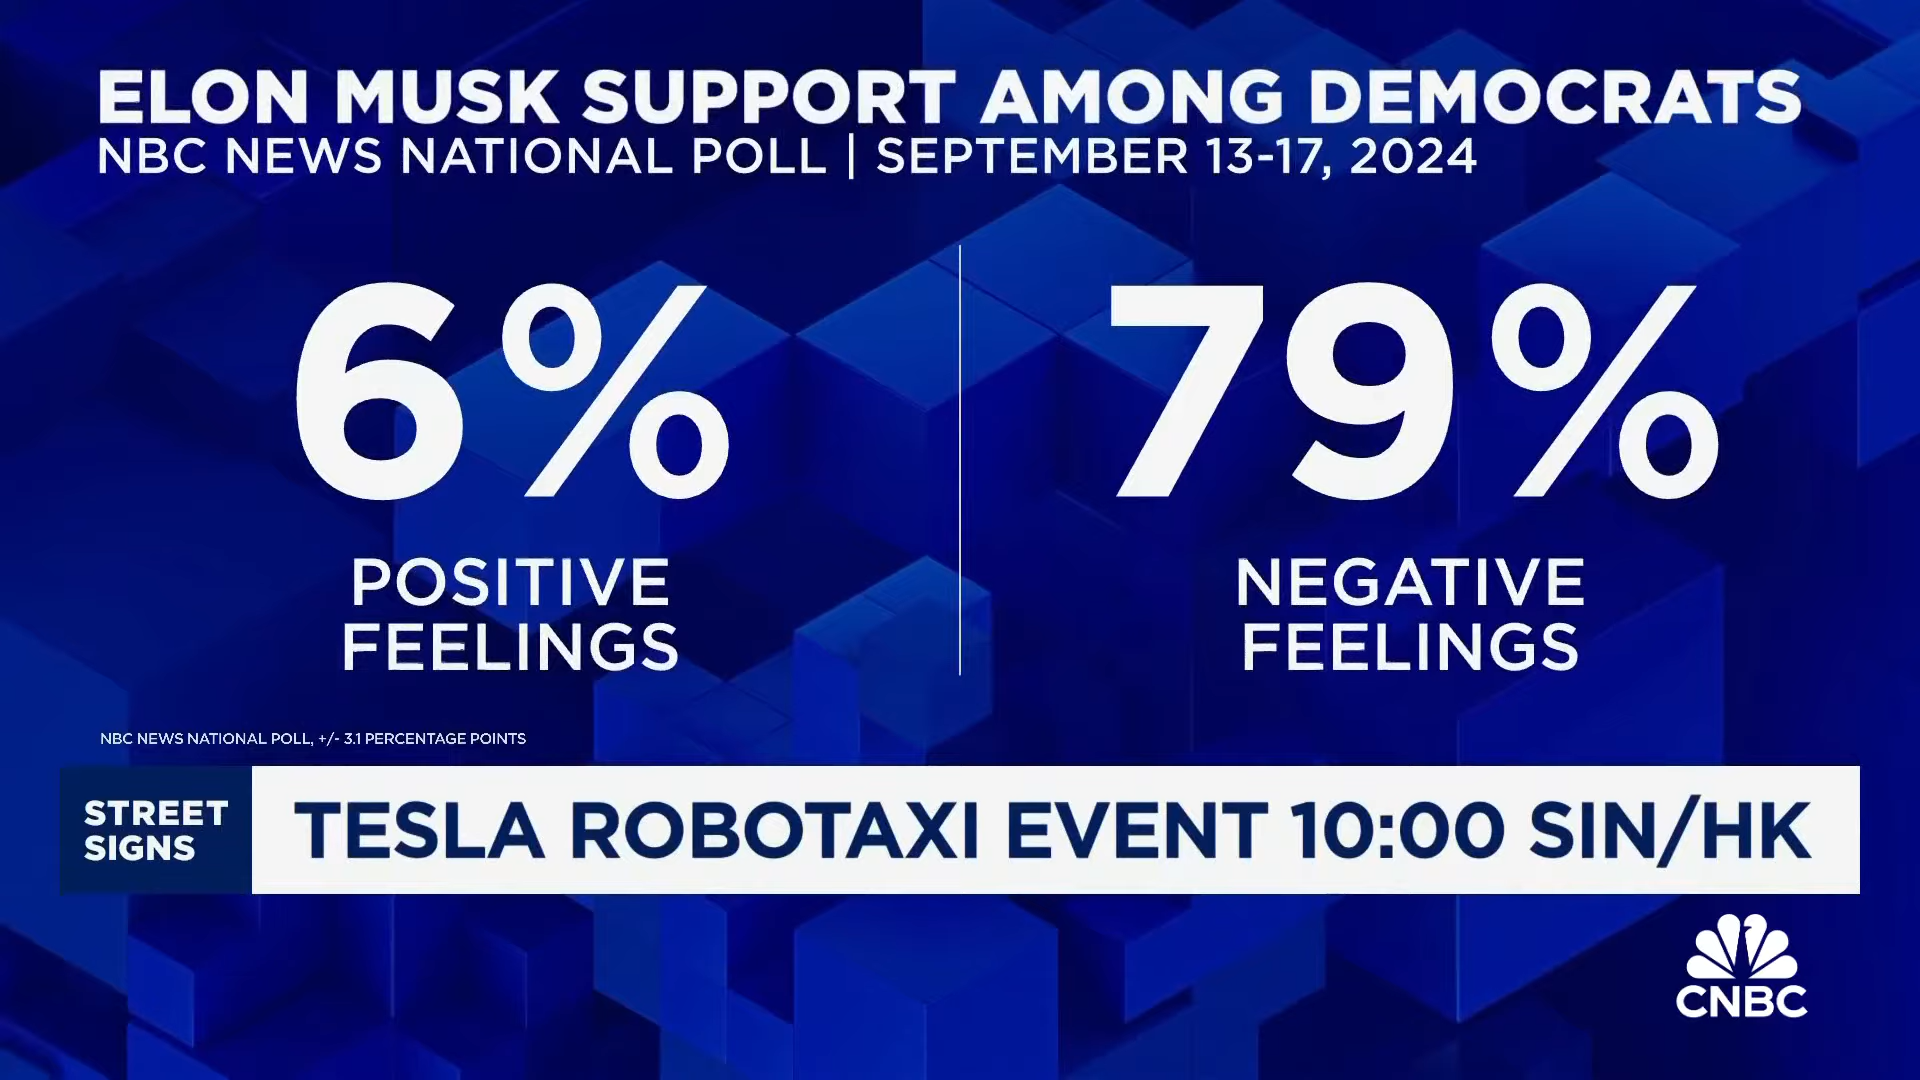 ELON MUSK SUPPORT AMONG DEMOCRATS
NBC NEWS NATIONAL POLL | SEPTEMBER 13-17, 2024
6%
POSITIVE
FEELINGS
79%
NEGATIVE
FEELINGS
NBC NEWS NATIONAL POLL, +/- 3.1 PERCENTAGE POINTS
STREET
SIGNS
TESLA ROBOTAXI EVENT 10:00 SIN/HK
CNBC